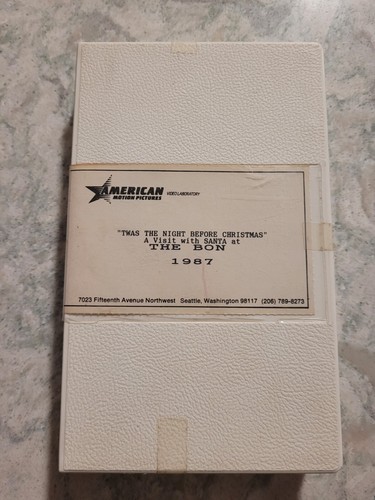 AMERICAN VIDEO LABORATORY
MOTION PICTURES
"TWAS THE NIGHT BEFORE CHRISTMAS"
A Visit with SANTA at
THE BON
1987
7023 Fifteenth Avenue Northwest Seattle, Washington 98117 (206) 789-8273